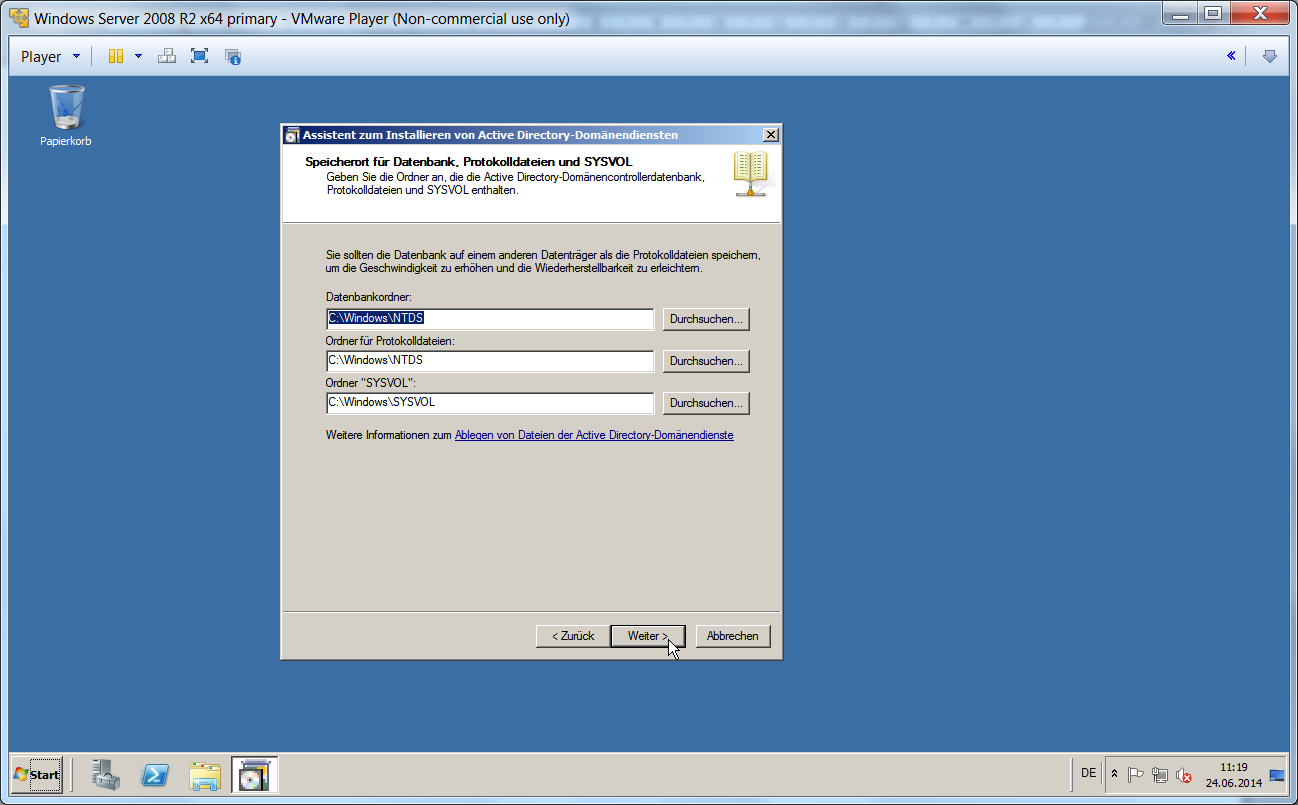 Windows Server 2008 R2 x64 primary - VMware Player (Non-commercial use only)
Player
Papierkorb
Assistent zum Installieren von Active Directory-Domänendiensten
Speicherort für Datenbank, Protokolldateien und SYSVOL
Geben Sie die Ordner an, die die Active Directory-Domänencontrollerdatenbank,
Protokolldateien und SYSVOL enthalten.
Sie sollten die Datenbank auf einem anderen Datenträger als die Protokolldateien speichern,
um die Geschwindigkeit zu erhöhen und die Wiederherstellbarkeit zu erleichtern.
Datenbankordner:
C:\Windows\NTDS
Durchsuchen...
Ordner für Protokolldateien:
C:\Windows\NTDS
Durchsuchen...
Ordner "SYSVOL":
C:\Windows\SYSVOL
Durchsuchen...
Weitere Informationen zum Ablegen von Dateien der Active Directory-Domänendienste
< Zurück
Weiter >
Abbrechen
Start
DE
11:19
24.06.2014